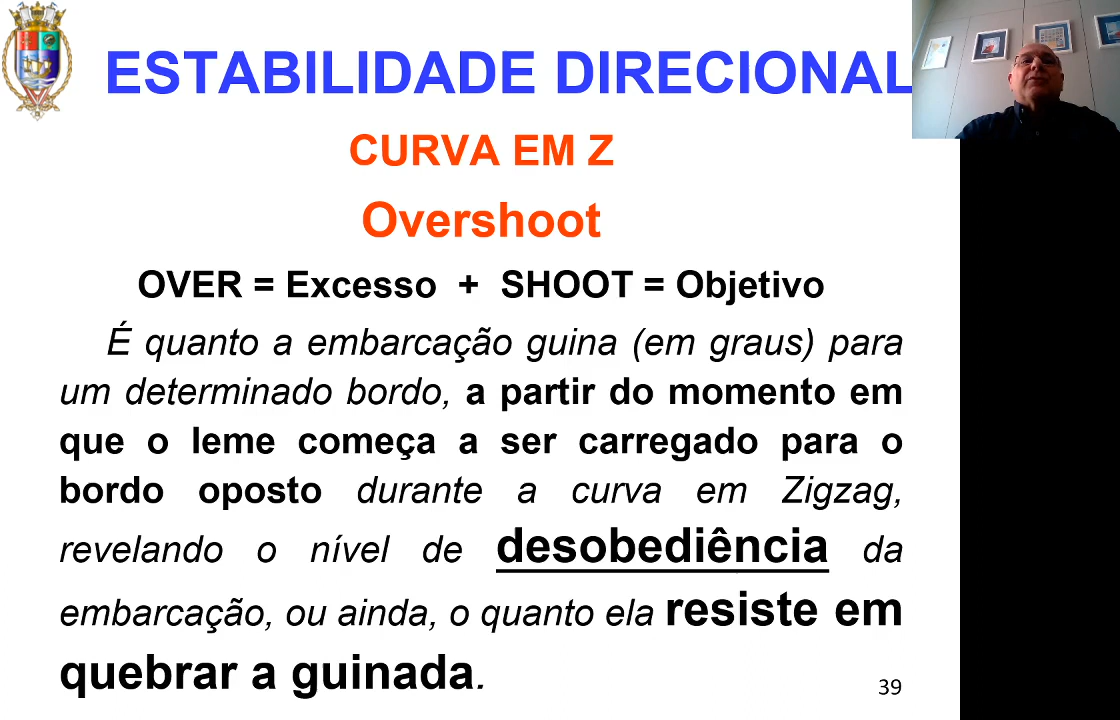 ESTABILIDADE DIRECIONAL
CURVA EM Z
Overshoot
OVER = Excesso + SHOOT = Objetivo
É quanto a embarcação guina (em graus) para
um determinado bordo, a partir do momento em
que o leme começa a ser carregado para o
bordo oposto durante a curva em Zigzag,
revelando o nível de desobediência da
embarcação, ou ainda, o quanto ela resiste em
quebrar a guinada.
39